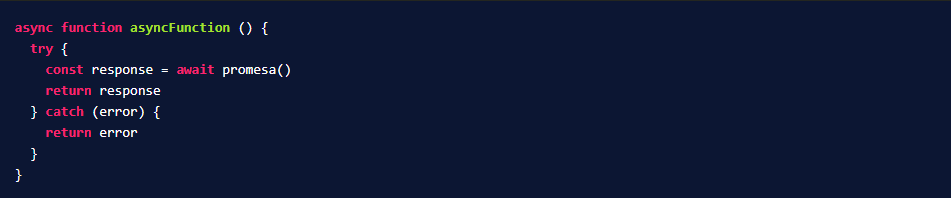 async function asyncFunction () {
  try {
    const response = await promesa()
    return response
  } catch (error) {
    return error
  }
}